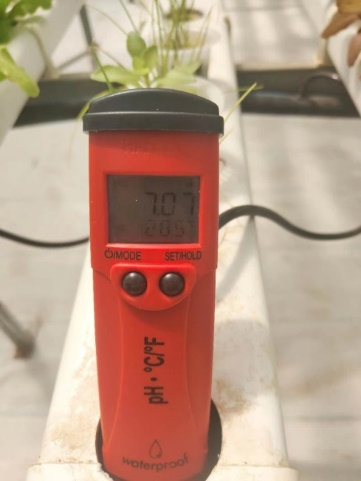 7.07
28.5
⏻/MODE SET/HOLD
pH • °C/°F
waterproof